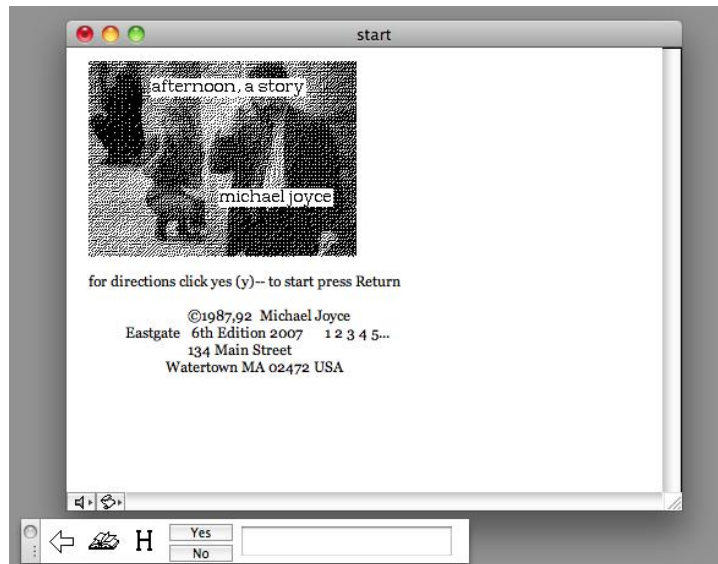 start
afternoon, a story
michael joyce
for directions click yes (y)-- to start press Return
©1987,92 Michael Joyce
Eastgate 6th Edition 2007 1 2 3 4 5...
134 Main Street
Watertown MA 02472 USA
H
Yes
No